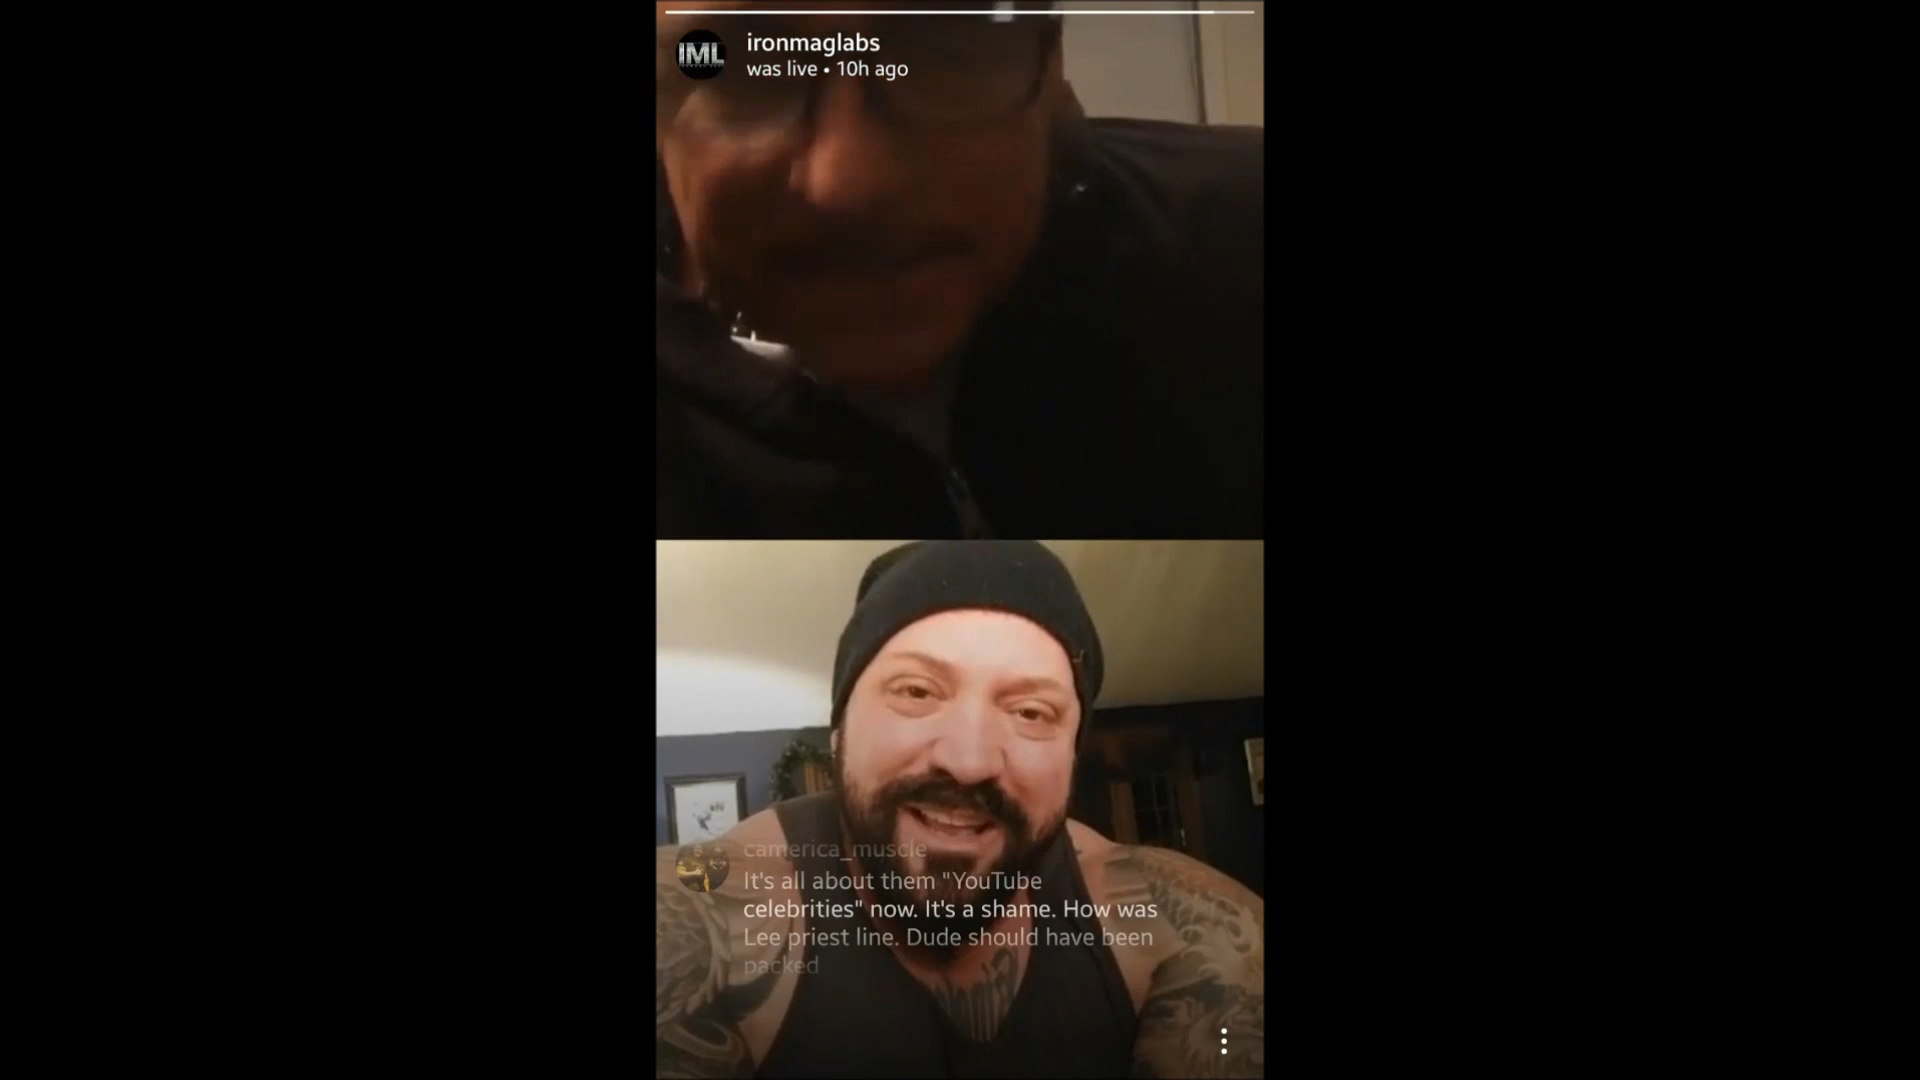 IML
ironmaglabs
was live • 10h ago
camerica_muscle
It's all about them "YouTube
celebrities" now. It's a shame. How was
Lee priest line. Dude should have been
packed